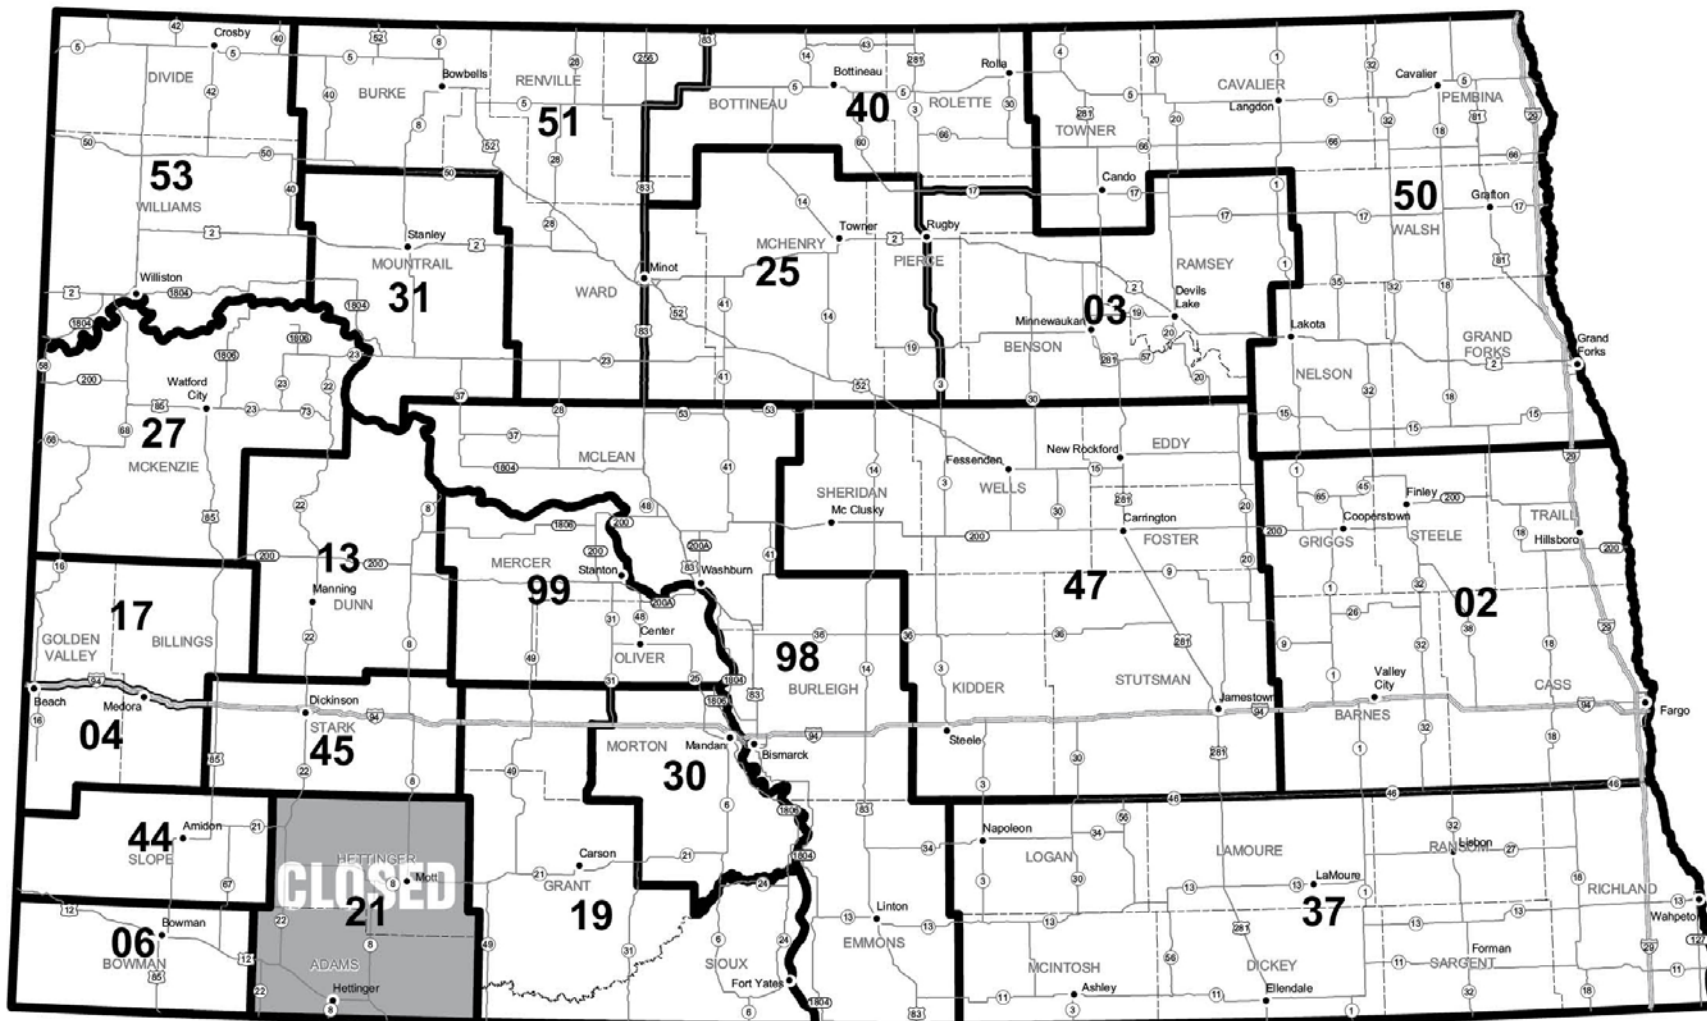 Crosby
DIVIDE
BURKE
Bowbells
RENVILLE
51
BOTTINEAU
Bottineau
40
ROLETTE
Rolla
TOWNER
CAVALIER
Langdon
Cavalier
PEMBINA
53
WILLIAMS
Williston
Stanley
MOUNTRAIL
31
WARD
Minot
MCHENRY
Towner
25
Rugby
PIERCE
Cando
RAMSEY
Devils
Lake
03
Minnewaukan
BENSON
50
Grafton
WALSH
Lakota
NELSON
GRAND
FORKS
Grand
Forks
Watford
City
27
MCKENZIE
MCLEAN
SHERIDAN
Mc Clusky
Fessenden
WELLS
New Rockford
EDDY
Carrington
FOSTER
Cooperstown
GRIGGS
Finley
STEELE
TRAILL
Hillsboro
13
Manning
DUNN
MERCER
Stanton
99
Washburn
Center
OLIVER
47
02
17
GOLDEN
VALLEY
BILLINGS
98
BURLEIGH
KIDDER
STUTSMAN
Jamestown
Valley
City
BARNES
CASS
Fargo
Beach
Medora
04
Dickinson
STARK
45
MORTON
Mandan
Bismarck
30
Steele
44
Amidon
SLOPE
HETTINGER
CLOSED
Mott
21
Carson
GRANT
19
Napoleon
LOGAN
LAMOURE
LaMoure
37
RANSOM
Lisbon
RICHLAND
Wahpeto
06
Bowman
BOWMAN
ADAMS
Hettinger
SIOUX
Fort Yates
Linton
EMMONS
MCINTOSH
Ashley
DICKEY
Ellendale
Forman
SARGENT